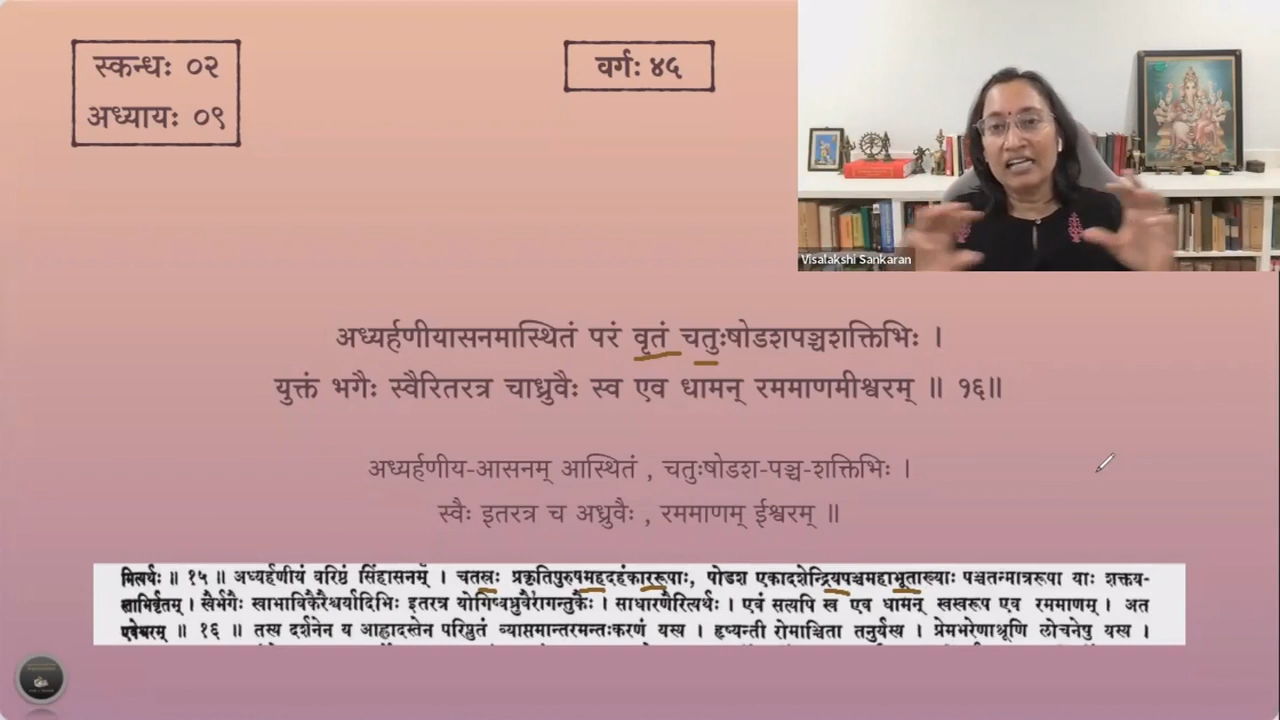 स्कन्धः ०२
अध्यायः ०९
वर्गः ४५
Visalakshi Sankaran
अध्यर्हणीयासनमास्थितं परं वृतं चतुःषोडशपञ्चशक्तिभिः ।
युक्तं भगैः स्वैरितरत्र चाध्रुवैः स्व एव धामन् रममाणमीश्वरम् ॥ १६॥
अध्यर्हणीय-आसनम् आस्थितं , चतुःषोडश-पञ्च-शक्तिभिः ।
स्वैः इतरत्र च अध्रुवैः , रममाणम् ईश्वरम् ॥
मित्यर्थः ॥ १५ ॥ अध्यर्हणीयं वरिष्ठं सिंहासनम् । चतस्रः प्रकृतिपुरुषमहदहंकाररूपाः, षोडश एकादशेन्द्रियपञ्चमहाभूताख्याः पञ्चतन्मात्ररूपा याः शक्तय-
स्ताभिर्वृतम् । स्वैर्भगैः स्वाभाविकैरैश्वर्यादिभिः इतरत्र योगिष्वध्रुवैरागन्तुकैः । साधारणैरित्यर्थः । एवं सत्यपि स्व एव धामन् स्वस्वरूप एव रममाणम् । अत
एवेश्वरम् ॥ १६ ॥ तस्य दर्शनेन य आह्लादस्तेन परिप्लुतं व्याप्तमान्तरमन्तःकरणं यस्य । हृष्यन्ती रोमाञ्चिता तनुर्यस्य । प्रेमभरेणाश्रूणि लोचनेषु यस्य ।